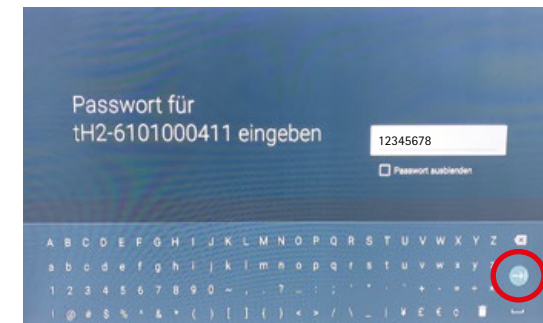 Passwort für
tH2-6101000411 eingeben
12345678
Passwort ausblenden
A B C D E F G H I J K L M N O P Q R S T U V W X Y Z
a b c d e f g h i j k l m n o p q r s t u v w x y
1 2 3 4 5 6 7 8 9 0 ~
! @ # $ % ^ & * ( ) [ ] { } < > / \ _ | ¥ £ €